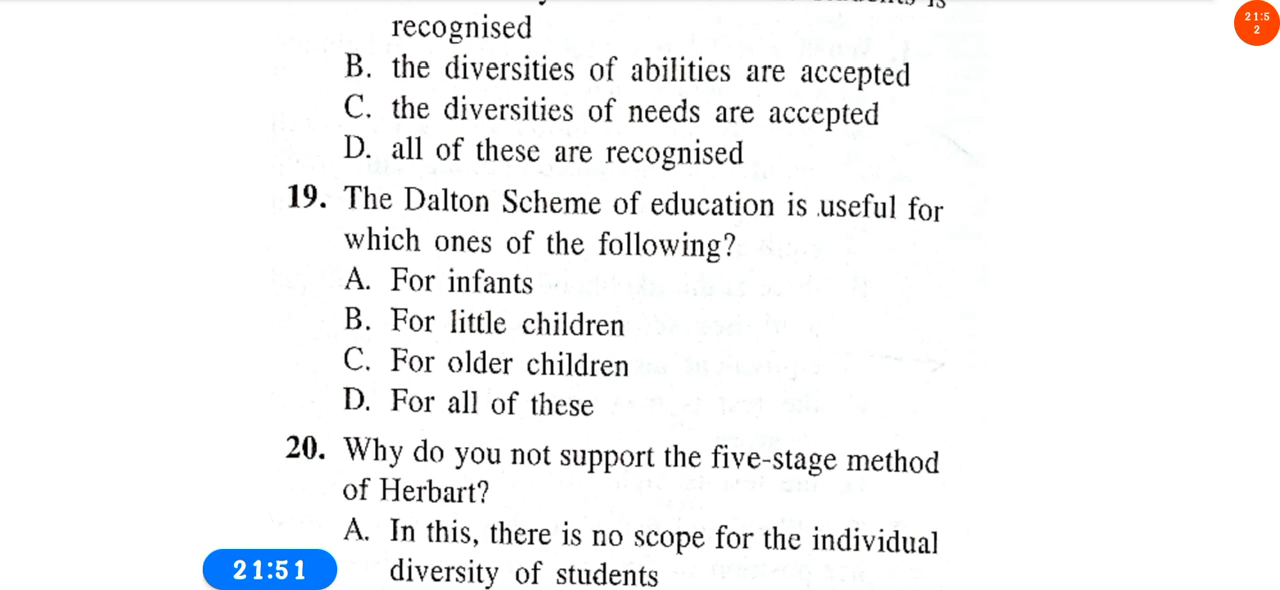 21:5
2
recognised
B. the diversities of abilities are accepted
C. the diversities of needs are accepted
D. all of these are recognised
19. The Dalton Scheme of education is useful for
which ones of the following?
A. For infants
B. For little children
C. For older children
D. For all of these
20. Why do you not support the five-stage method
of Herbart?
A. In this, there is no scope for the individual
diversity of students
21:51